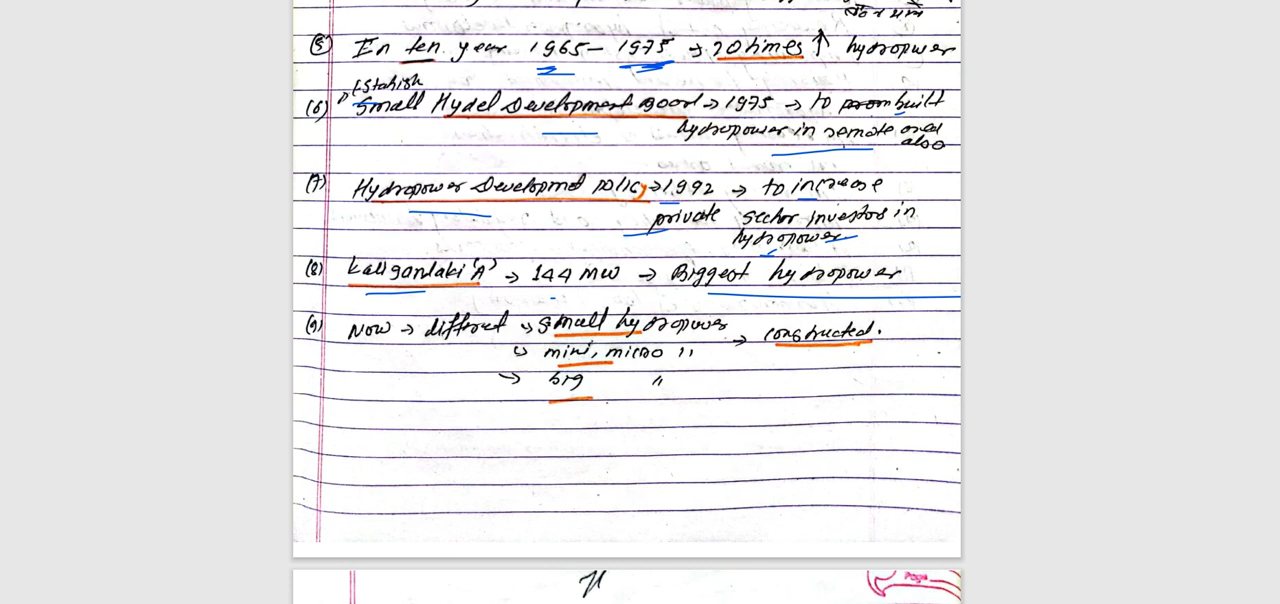 (5) In ten year 1965 - 1975 → 20 times ↑ hydropower
Establish
(6) " Small Hydel Development Board → 1975 → to built
hydropower in remote area
also
(7) Hydropower Development policy → 1992 → to increase
private sector investors in
hydropower
(8) kaligandaki 'A' → 144 mw → Biggest hydropower
(9) Now → different → small hydropower → constructed.
↳ mini, micro "
→ big "
Page